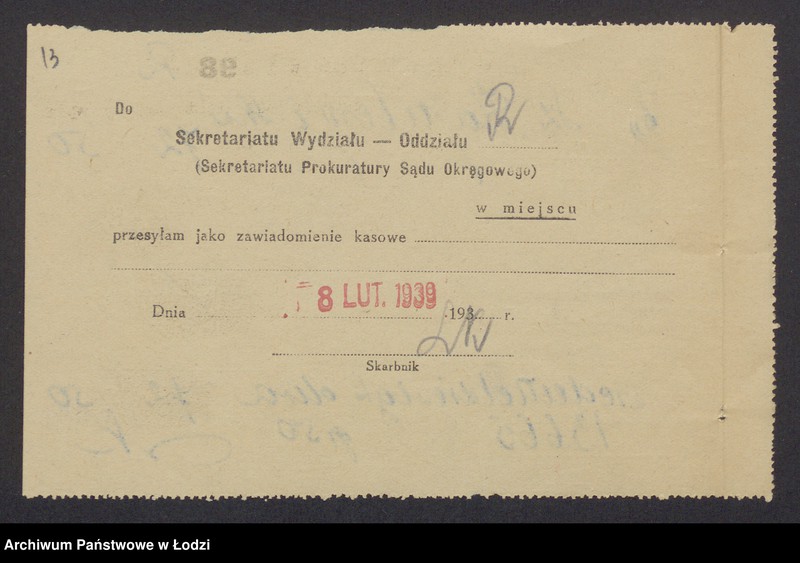 13
Do
Sekretariatu Wydziału — Oddziału
(Sekretariatu Prokuratury Sądu Okręgowego)
w miejscu
przesyłam jako zawiadomienie kasowe
Dnia 8 LUT. 1939 193 r.
Skarbnik
Archiwum Państwowe w Łodzi